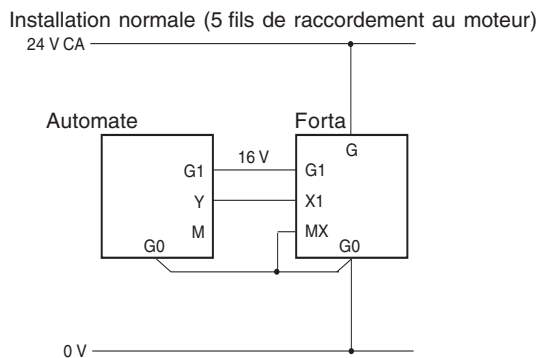 Installation normale (5 fils de raccordement au moteur)
24 V CA
Automate
Forta
G
G1
16 V
G1
Y
X1
M
MX
G0
G0
0 V